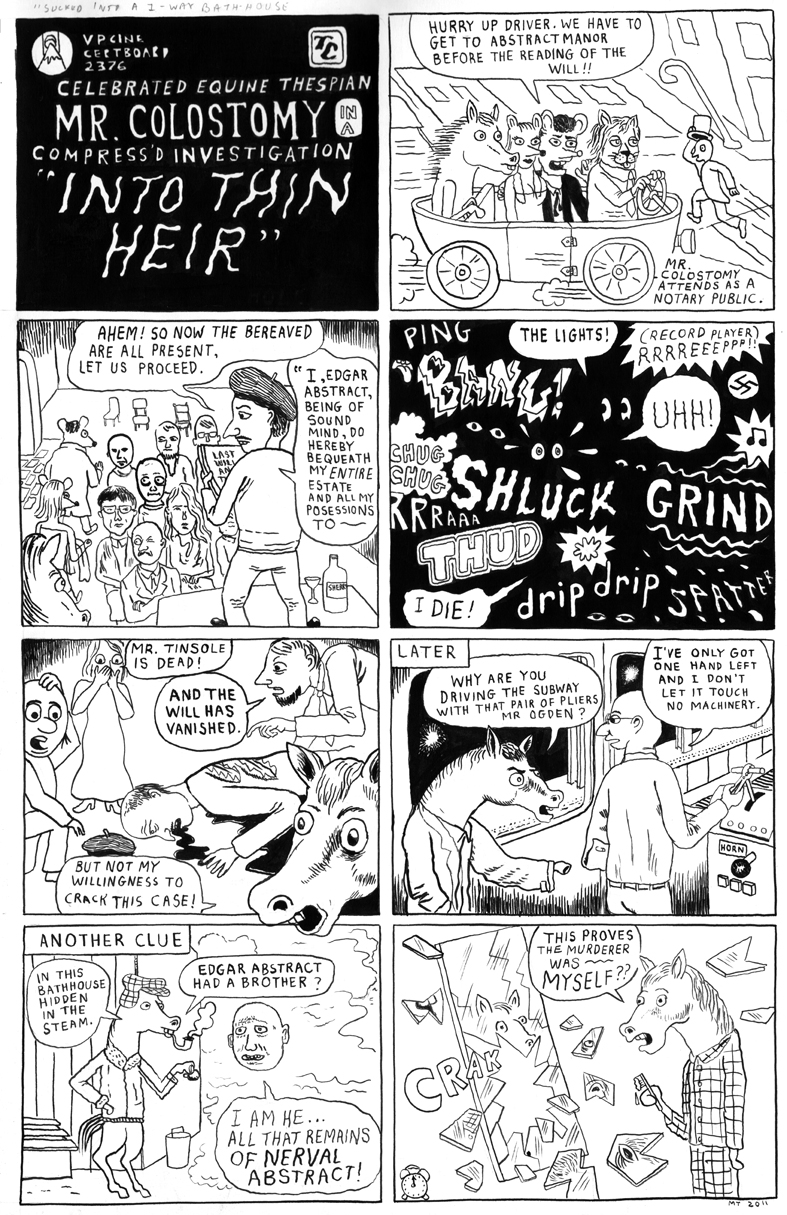 "SUCKED INTO A 2-WAY BATH-HOUSE
VPCINE
CERTBOARD
2376
TC
CELEBRATED EQUINE THESPIAN
MR. COLOSTOMY IN A
COMPRESS'D INVESTIGATION
"INTO THIN
HEIR"
HURRY UP DRIVER. WE HAVE TO
GET TO ABSTRACT MANOR
BEFORE THE READING OF THE
WILL!!
MR.
COLOSTOMY
ATTENDS AS A
NOTARY PUBLIC.
AHEM! SO NOW THE BEREAVED
ARE ALL PRESENT,
LET US PROCEED.
"I, EDGAR
ABSTRACT,
BEING OF
SOUND
MIND, DO
HEREBY
BEQUEATH
MY ENTIRE
ESTATE
AND ALL MY
POSESSIONS
TO ~
LAST
WILL
SHERR
PING
BANG!
THE LIGHTS!
(RECORD PLAYER)
RRRREEEPPP!!
UHH!
CHUG
CHUG
SHLUCK
GRIND
RRRAAA
THUD
I DIE!
drip drip
SPATTER
MR. TINSOLE
IS DEAD!
AND THE
WILL HAS
VANISHED.
BUT NOT MY
WILLINGNESS TO
CRACK THIS CASE!
LATER
WHY ARE YOU
DRIVING THE SUBWAY
WITH THAT PAIR OF PLIERS
MR OGDEN?
I'VE ONLY GOT
ONE HAND LEFT
AND I DON'T
LET IT TOUCH
NO MACHINERY.
HORN
ANOTHER CLUE
IN THIS
BATHHOUSE
HIDDEN
IN THE
STEAM.
EDGAR ABSTRACT
HAD A BROTHER?
I AM HE...
ALL THAT REMAINS
OF NERVAL
ABSTRACT!
THIS PROVES
THE MURDERER
WAS ~
MYSELF??
CRAK
MT 2011